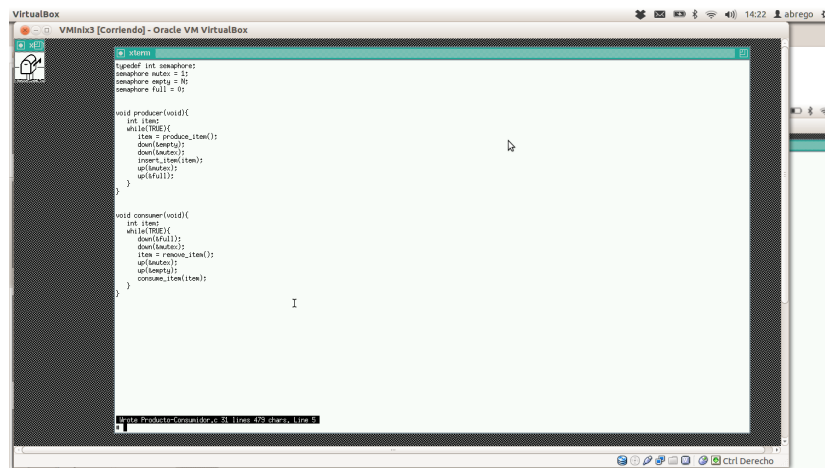 VirtualBox
14:22 abrego
VMInix3 [Corriendo] - Oracle VM VirtualBox
xterm
typedef int semaphore;
semaphore mutex = 1;
semaphore empty = N;
semaphore full = 0;
void producer(void){
int item;
while(TRUE){
item = produce_item();
down(&empty);
down(&mutex);
insert_item(item);
up(&mutex);
up(&full);
}
}
void consumer(void){
int item;
while(TRUE){
down(&full);
down(&mutex);
item = remove_item();
up(&mutex);
up(&empty);
consume_item(item);
}
}
Wrote Producto-Consumidor.c 31 lines 479 chars, Line 5
#
Ctrl Derecho